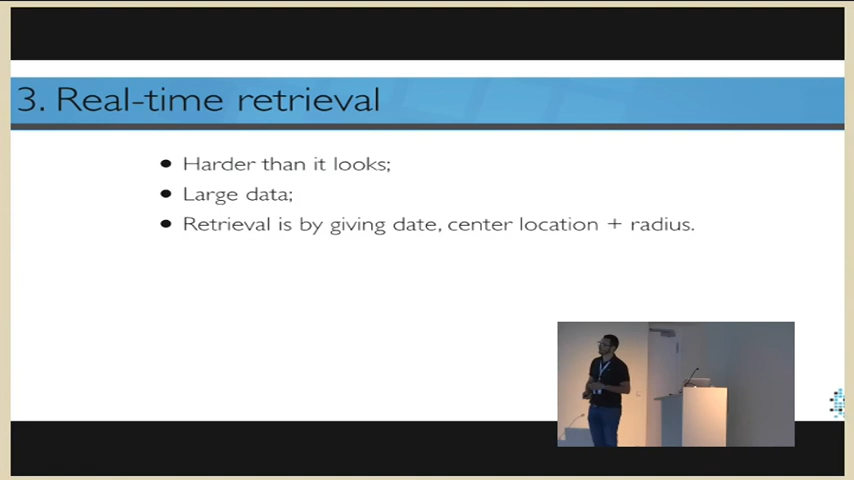 3. Real-time retrieval
• Harder than it looks;
• Large data;
• Retrieval is by giving date, center location + radius.